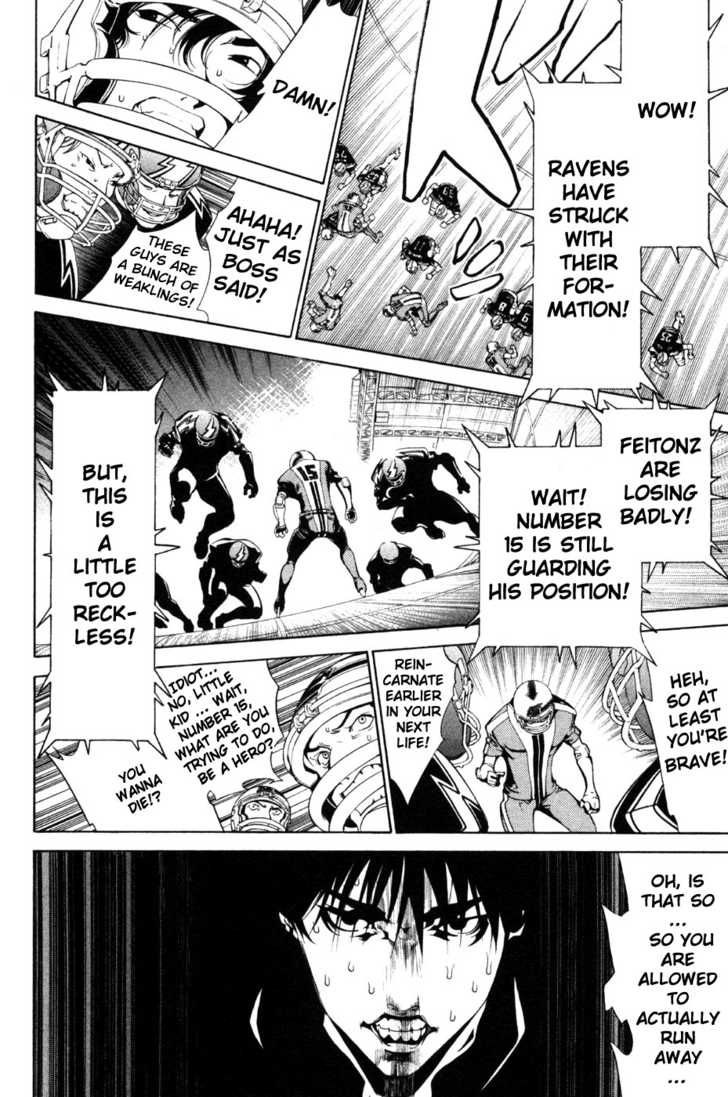 WOW!
RAVENS
HAVE
STRUCK
WITH
THEIR
FOR-
MATION!
DAMN!
AHAHA!
JUST AS
BOSS
SAID!
THESE
GUYS ARE
A BUNCH OF
WEAKLINGS!
FEITONZ
ARE
LOSING
BADLY!
WAIT!
NUMBER
15 IS STILL
GUARDING
HIS POSITION!
15
BUT,
THIS
IS
A
LITTLE
TOO
RECK-
LESS!
HEH,
SO AT
LEAST
YOU'RE
BRAVE!
REIN-
CARNATE
EARLIER
IN YOUR
NEXT
LIFE!
IDIOT...
NO, LITTLE
KID ... WAIT,
NUMBER 15,
WHAT ARE YOU
TRYING TO DO,
BE A HERO?
YOU
WANNA
DIE!?
OH, IS
THAT SO
...
SO YOU
ARE
ALLOWED
TO
ACTUALLY
RUN
AWAY
...